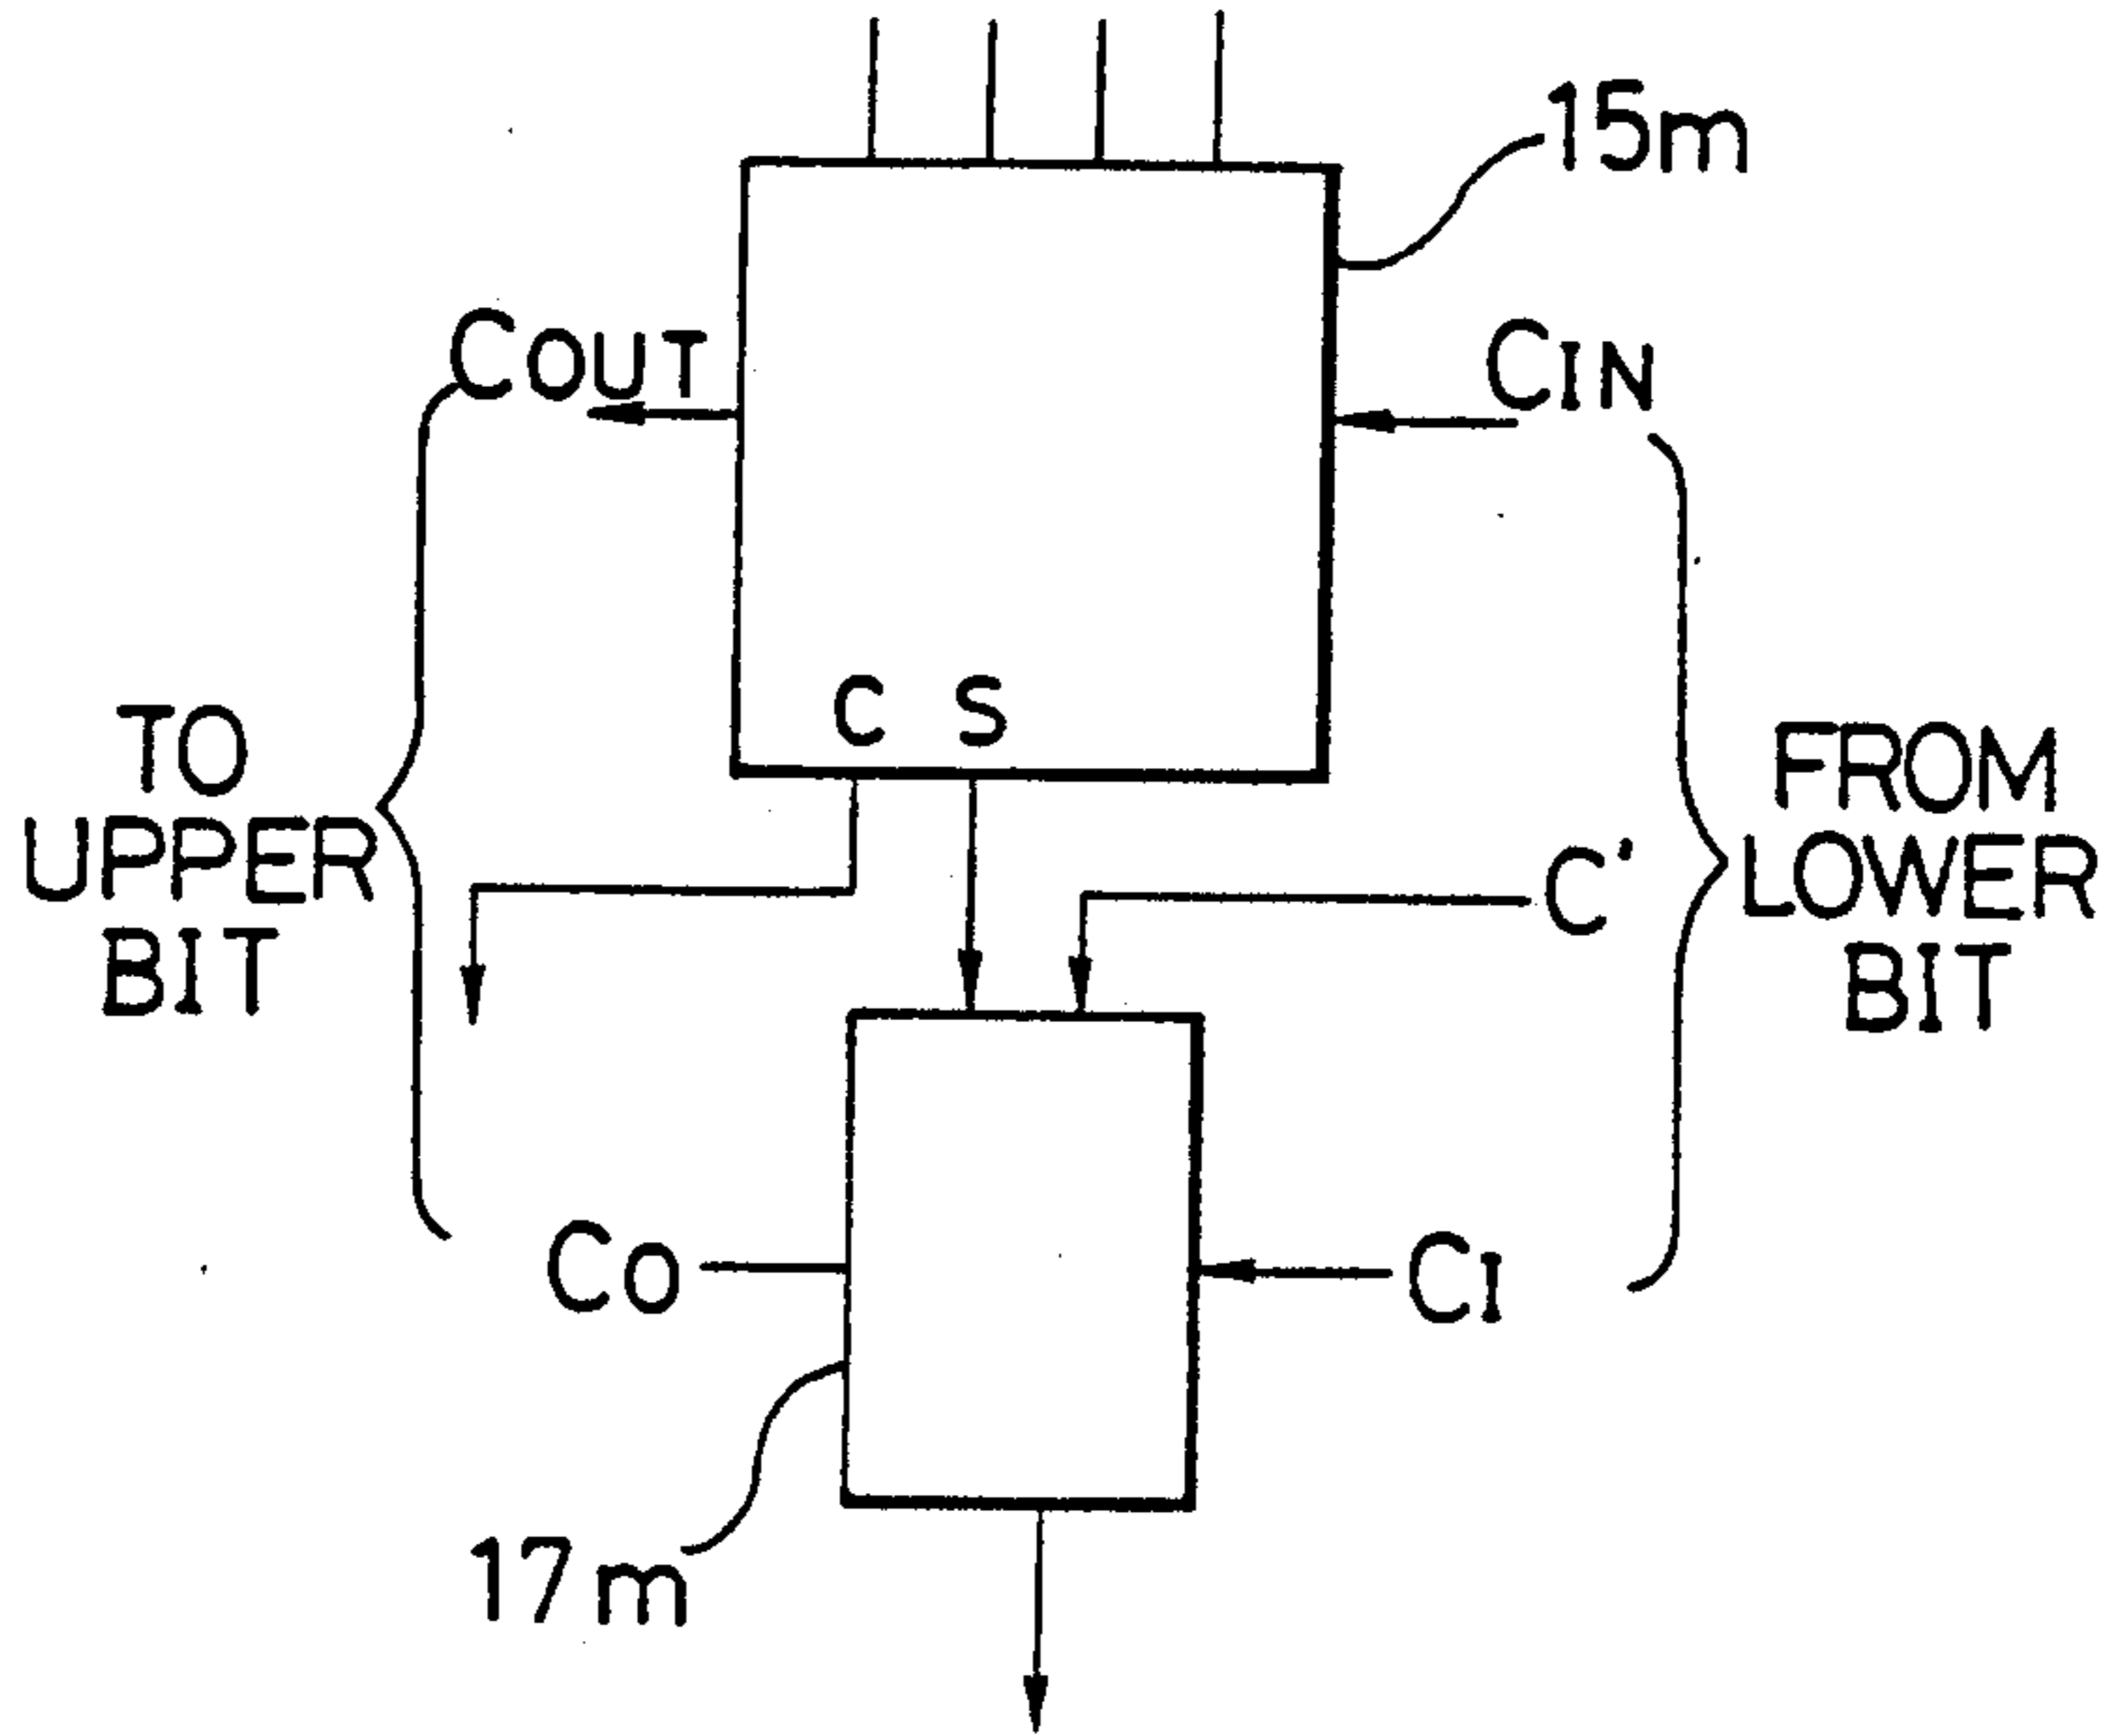 15m
COUT
CIN
C S
TO
UPPER
BIT
FROM
LOWER
BIT
C'
CO
CI
17m